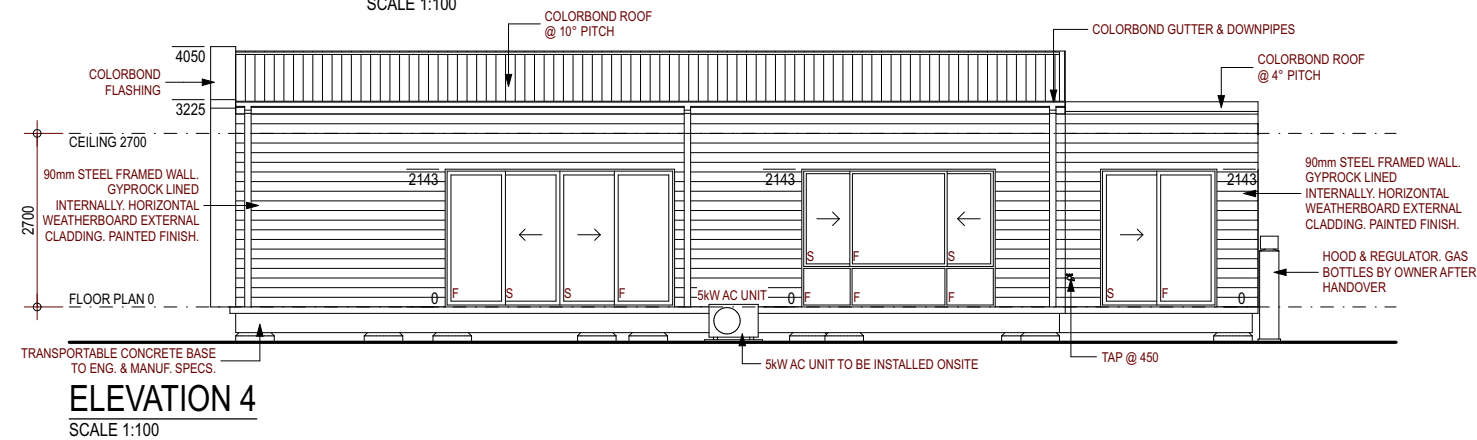 SCALE 1:100
COLORBOND ROOF
@ 10° PITCH
COLORBOND GUTTER & DOWNPIPES
4050
COLORBOND
FLASHING
COLORBOND ROOF
@ 4° PITCH
3225
CEILING 2700
90mm STEEL FRAMED WALL.
GYPROCK LINED
INTERNALLY. HORIZONTAL
WEATHERBOARD EXTERNAL
CLADDING. PAINTED FINISH.
2143
2143
2143
90mm STEEL FRAMED WALL.
GYPROCK LINED
INTERNALLY. HORIZONTAL
WEATHERBOARD EXTERNAL
CLADDING. PAINTED FINISH.
2700
S F S
HOOD & REGULATOR. GAS
BOTTLES BY OWNER AFTER
HANDOVER
FLOOR PLAN 0
0
F S S F
5kW AC UNIT
0
F F F
S F
0
TRANSPORTABLE CONCRETE BASE
TO ENG. & MANUF. SPECS.
5kW AC UNIT TO BE INSTALLED ONSITE
TAP @ 450
ELEVATION 4
SCALE 1:100